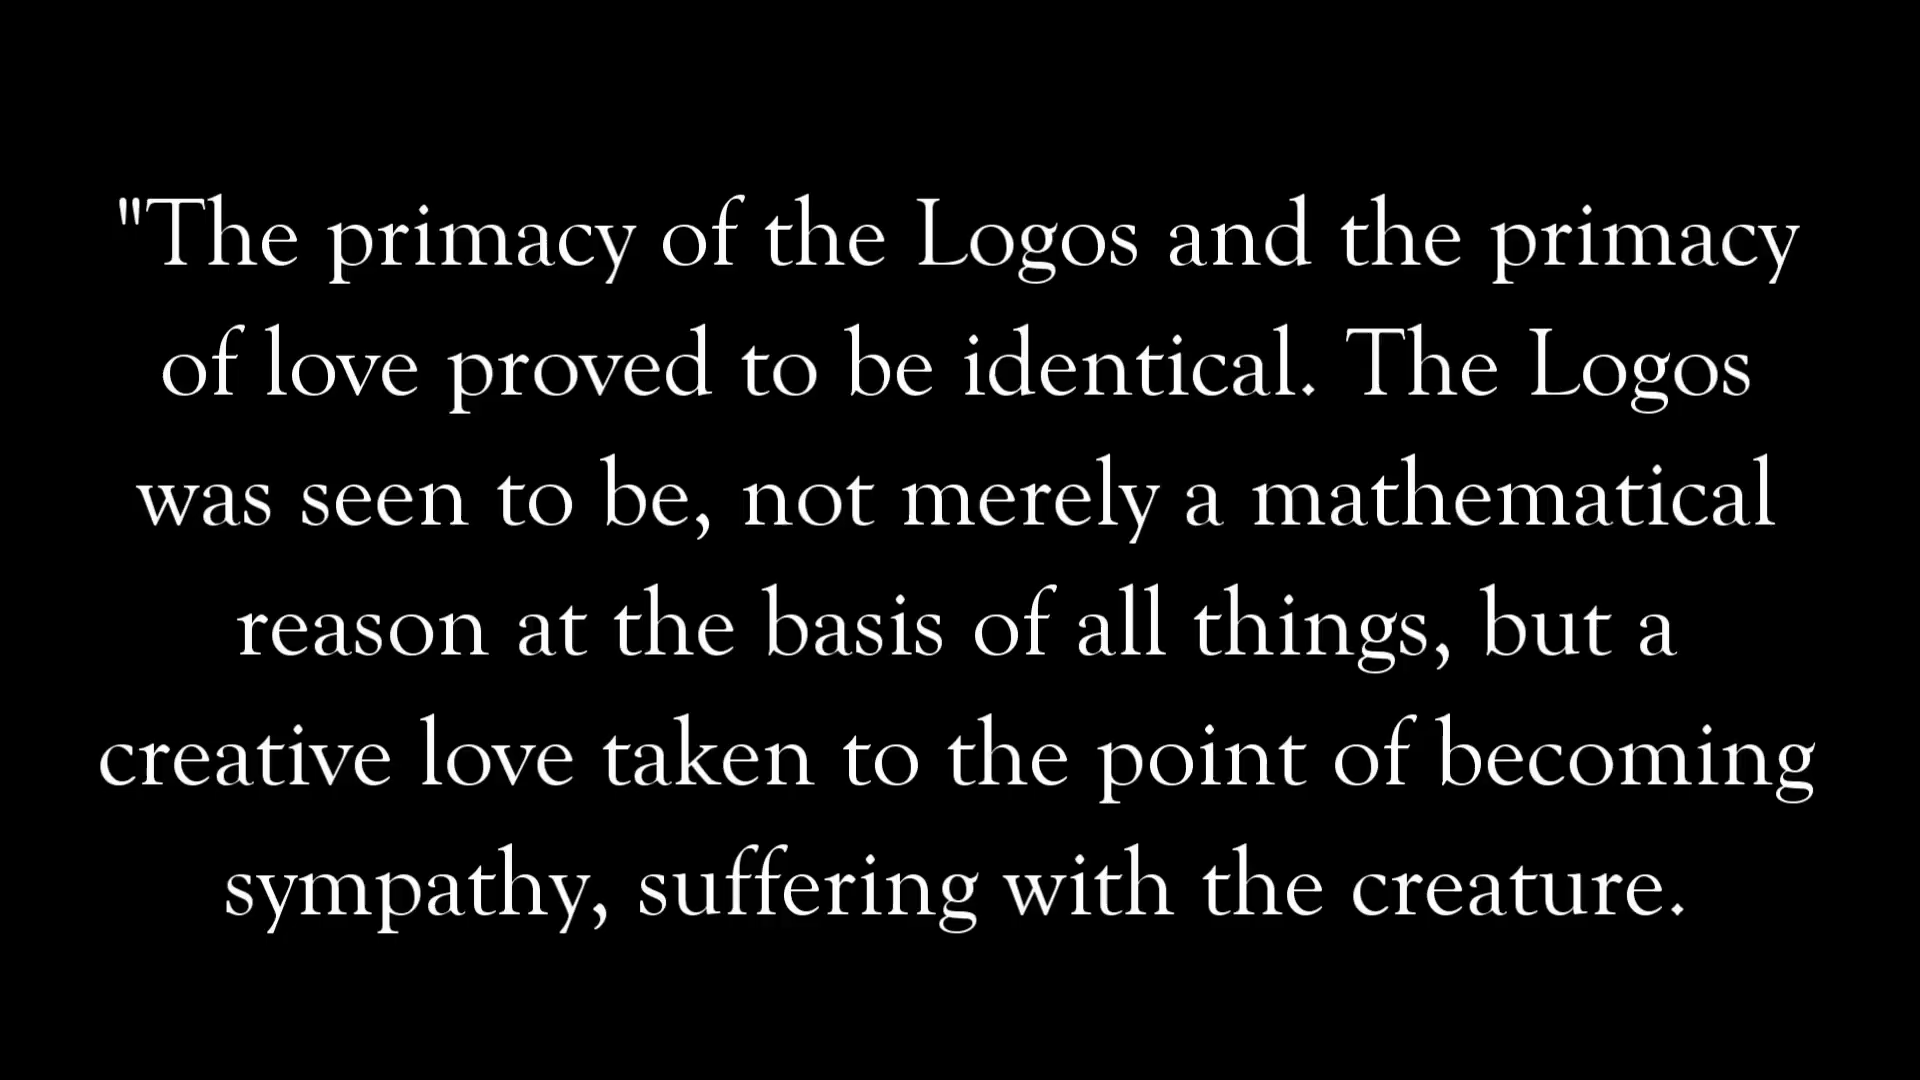 "The primacy of the Logos and the primacy
of love proved to be identical. The Logos
was seen to be, not merely a mathematical
reason at the basis of all things, but a
creative love taken to the point of becoming
sympathy, suffering with the creature.